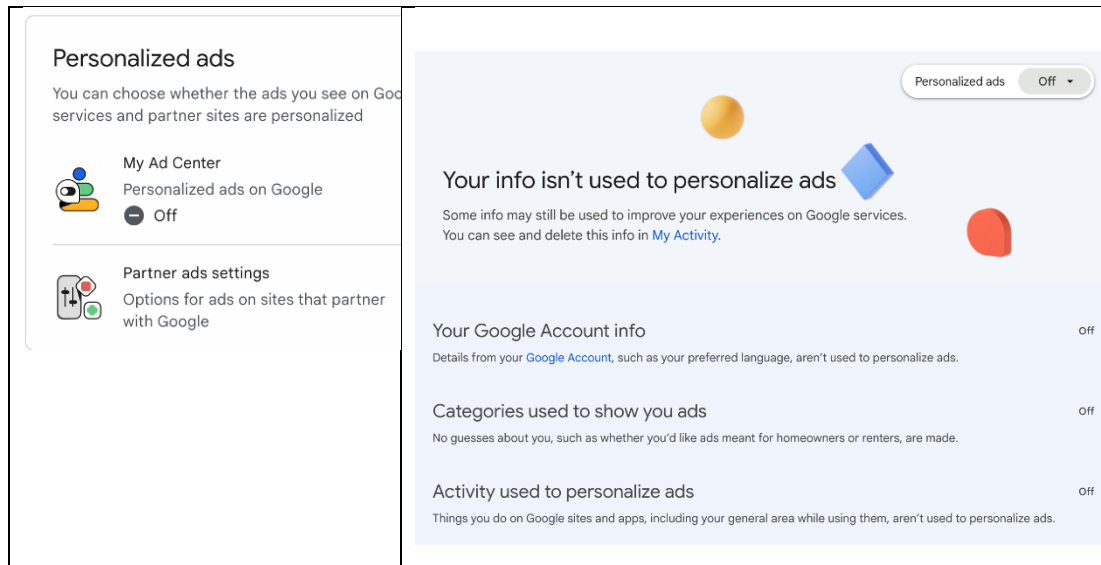 Personalized ads
You can choose whether the ads you see on Goo
services and partner sites are personalized
My Ad Center
Personalized ads on Google
Off
Partner ads settings
Options for ads on sites that partner
with Google
Personalized ads Off
Your info isn’t used to personalize ads
Some info may still be used to improve your experiences on Google services.
You can see and delete this info in My Activity.
Your Google Account info Off
Details from your Google Account, such as your preferred language, aren’t used to personalize ads.
Categories used to show you ads Off
No guesses about you, such as whether you’d like ads meant for homeowners or renters, are made.
Activity used to personalize ads Off
Things you do on Google sites and apps, including your general area while using them, aren’t used to personalize ads.